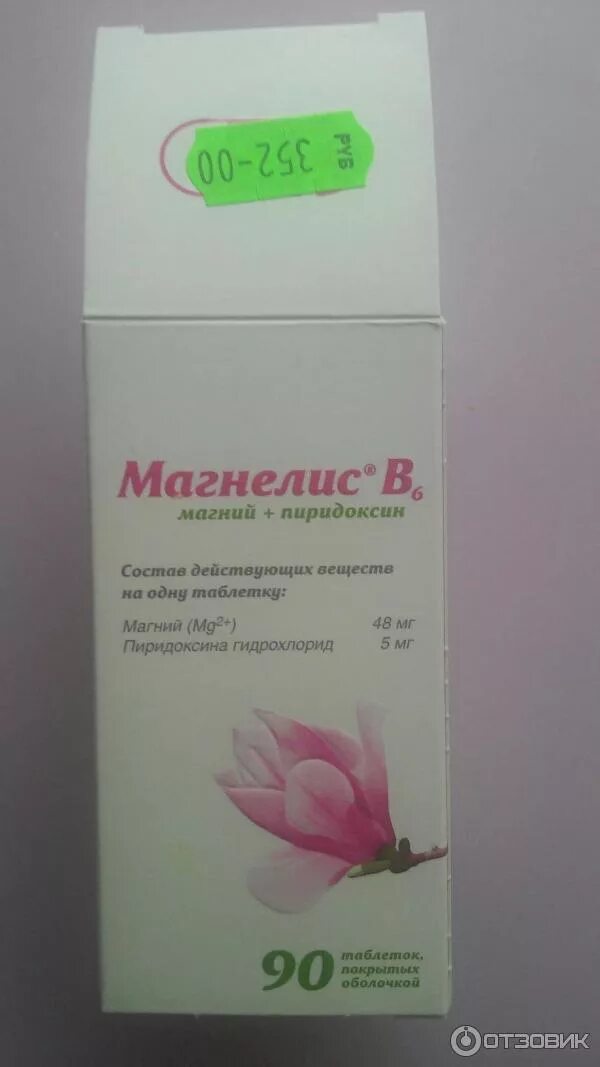 РУБ
352-00
Магнелис® В6
магний + пиридоксин
Состав действующих веществ
на одну таблетку:
Магний (Mg2+) 48 мг
Пиридоксина гидрохлорид 5 мг
90 таблеток,
покрытых
оболочкой
ОТЗОВИК